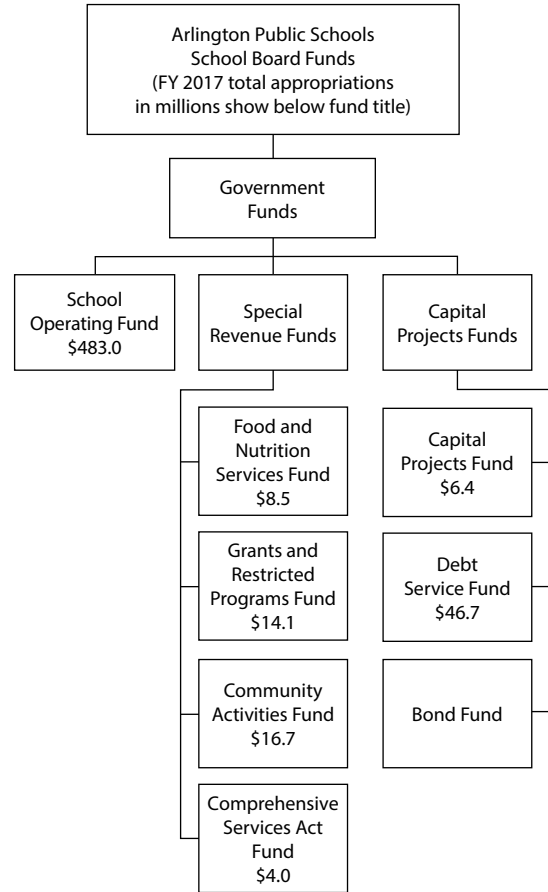 Arlington Public Schools
School Board Funds
(FY 2017 total appropriations
in millions show below fund title)
Government
Funds
School
Operating Fund
$483.0
Special
Revenue Funds
Capital
Projects Funds
Food and
Nutrition
Services Fund
$8.5
Grants and
Restricted
Programs Fund
$14.1
Community
Activities Fund
$16.7
Comprehensive
Services Act
Fund
$4.0
Capital
Projects Fund
$6.4
Debt
Service Fund
$46.7
Bond Fund